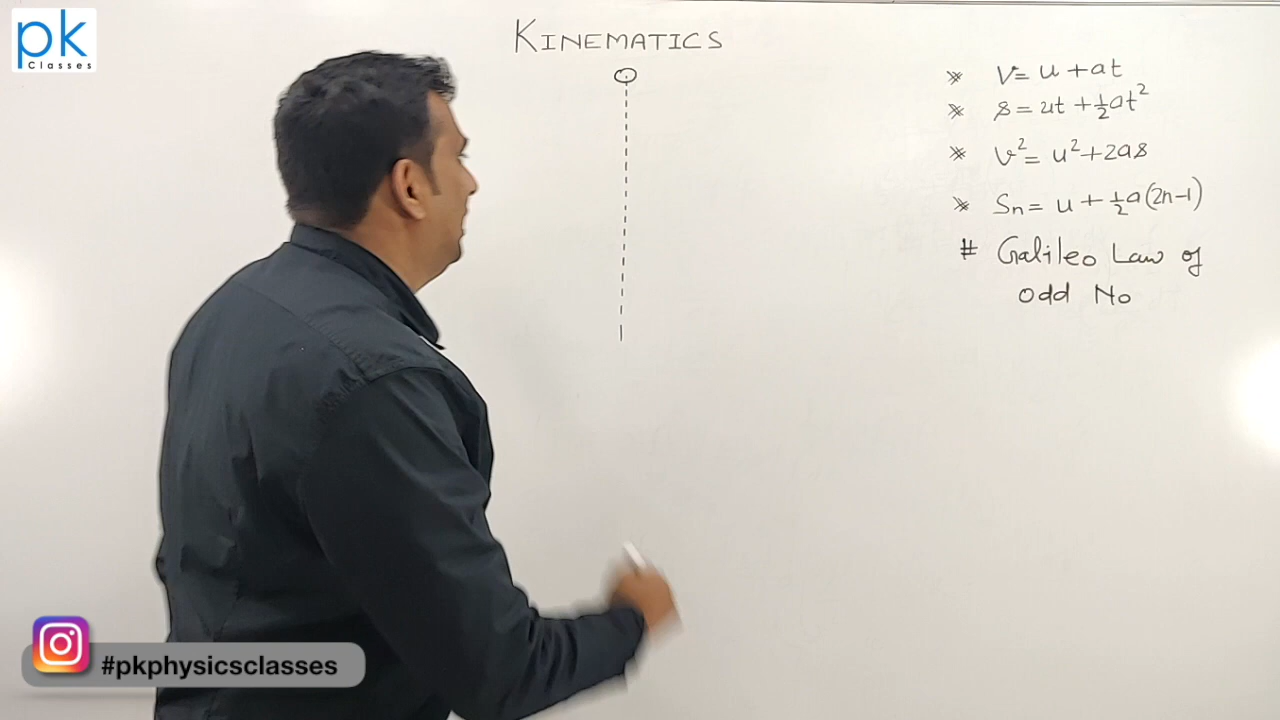 pk
Classes
KINEMATICS
* V = u + at
* s = ut + ½at²
* v² = u² + 2as
* Sn = u + ½a(2n-1)
# Galileo Law of
odd No
#pkphysicsclasses